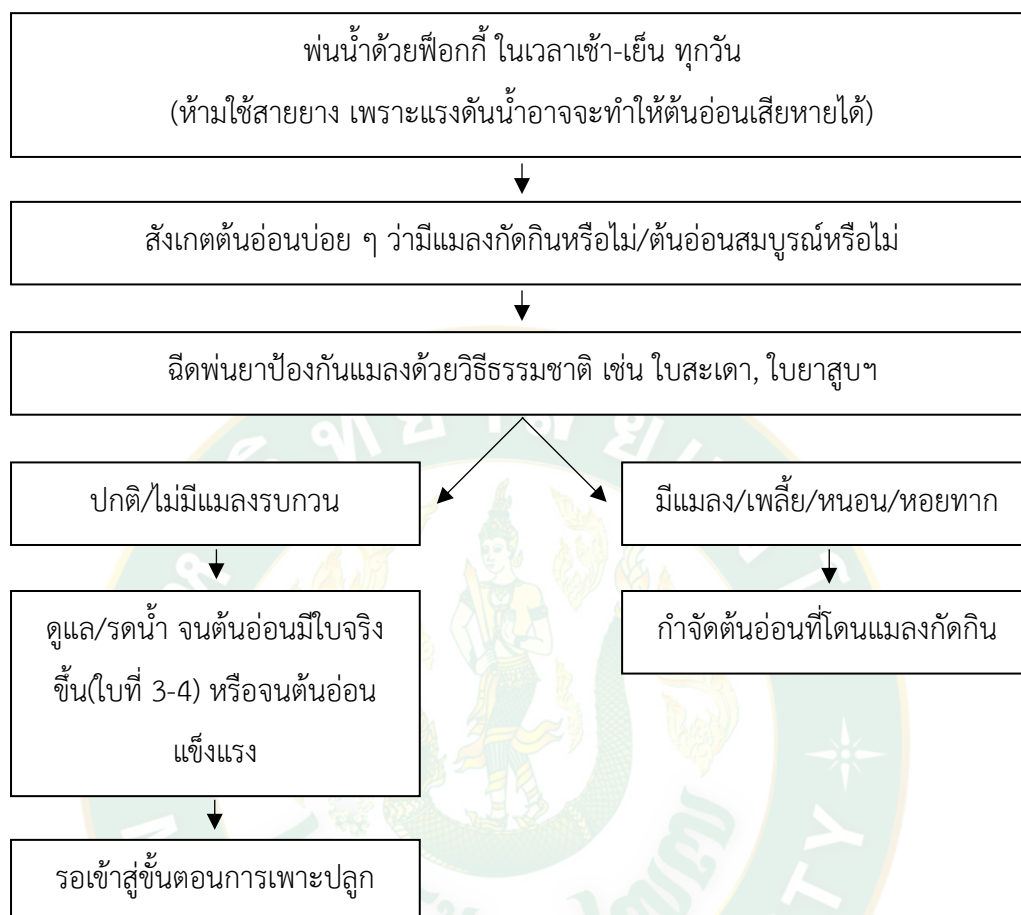 พ่นน้ำด้วยฟ็อกกี้ ในเวลาเช้า-เย็น ทุกวัน
(ห้ามใช้สายยาง เพราะแรงดันน้ำอาจจะทำให้ต้นอ่อนเสียหายได้)
สังเกตต้นอ่อนบ่อย ๆ ว่ามีแมลงกัดกินหรือไม่/ต้นอ่อนสมบูรณ์หรือไม่
ฉีดพ่นยาป้องกันแมลงด้วยวิธีธรรมชาติ เช่น ใบสะเดา, ใบยาสูบฯ
ปกติ/ไม่มีแมลงรบกวน
มีแมลง/เพลี้ย/หนอน/หอยทาก
ดูแล/รดน้ำ จนต้นอ่อนมีใบจริง
ขึ้น(ใบที่ 3-4) หรือจนต้นอ่อน
แข็งแรง
กำจัดต้นอ่อนที่โดนแมลงกัดกิน
รอเข้าสู่ขั้นตอนการเพาะปลูก